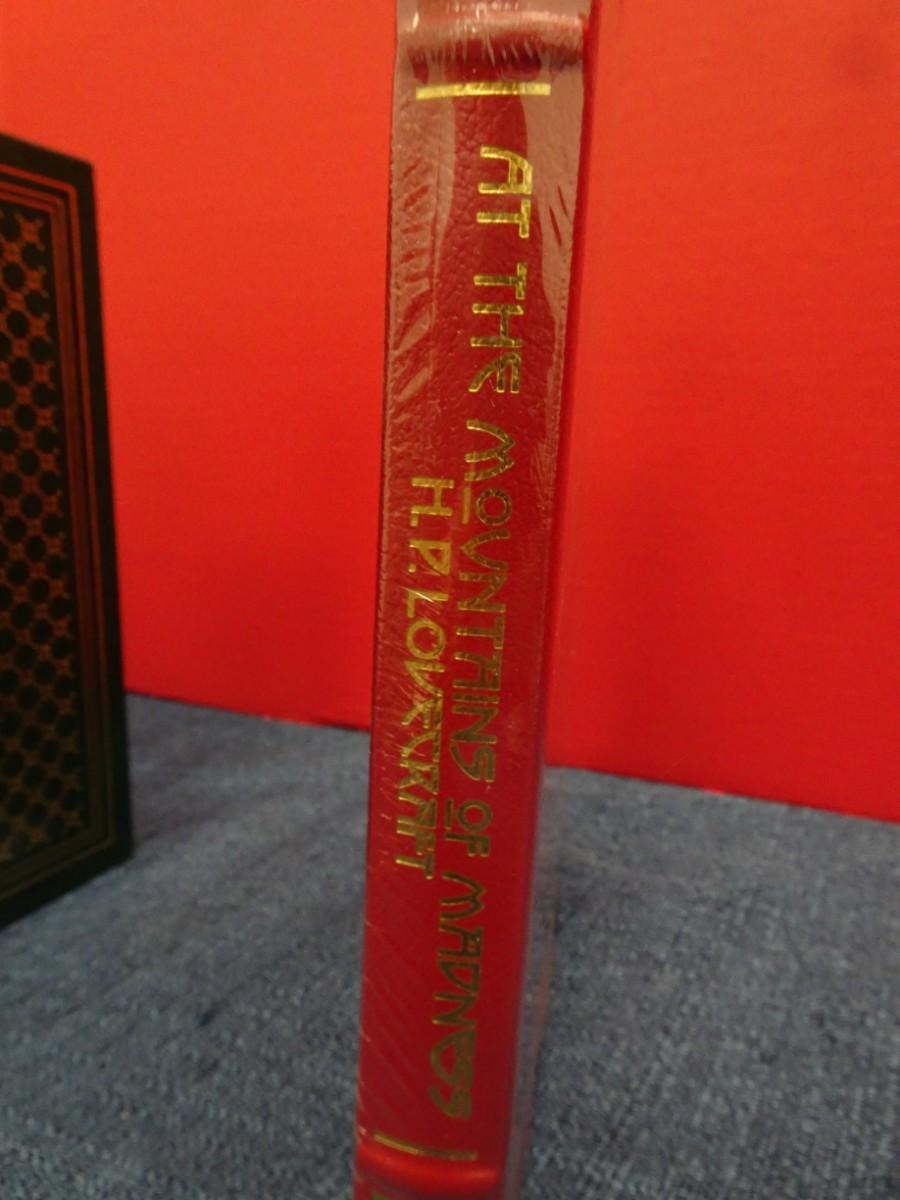 AT THE MOUNTAINS OF MADNESS
H.P. LOVECRAFT